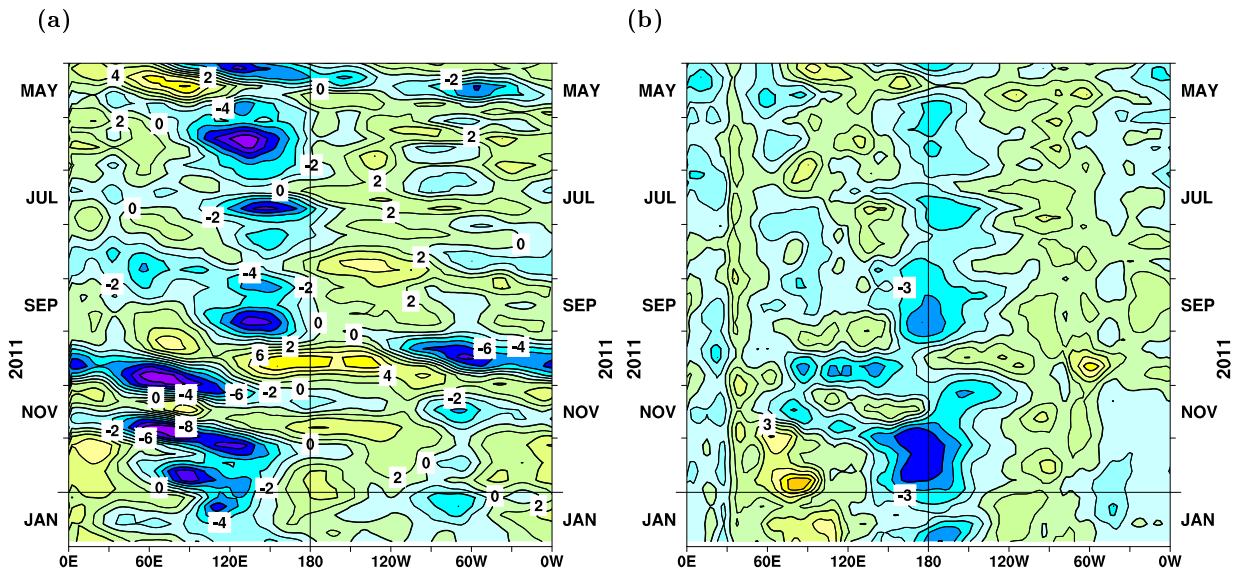 (a) (b)
4 2 0 -2
MAY MAY MAY MAY
-4
2 0 2
-2
0 2
JUL JUL JUL JUL
0 -2 2
0
2
-4
-2 -2 -3
SEP SEP SEP SEP
2
0
2 0
6 -6 -4
2011 2011 2011 2011
4
0 -4 -6 -2 0
-2
NOV NOV NOV NOV
-2 -8 3
-6 0
0
2
0 -2 -3
0 2
-4
JAN JAN JAN JAN
0E 60E 120E 180 120W 60W 0W 0E 60E 120E 180 120W 60W 0W